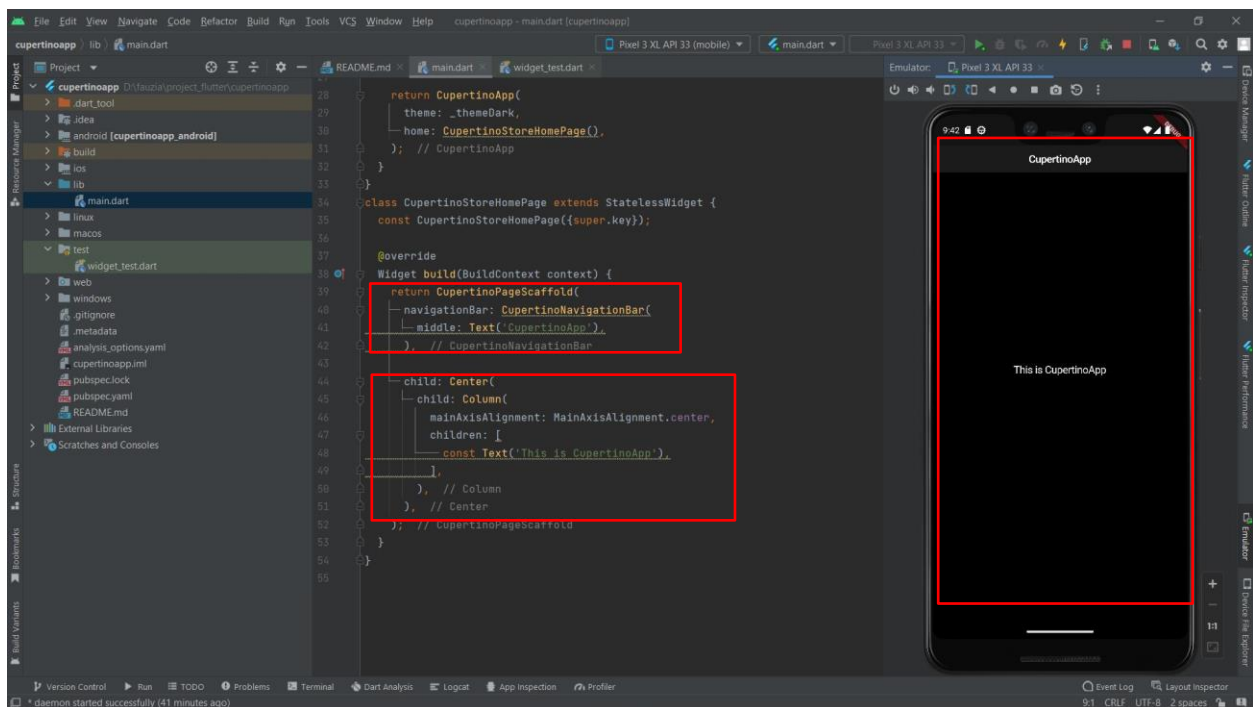 File Edit View Navigate Code Refactor Build Run Tools VCS Window Help cupertinoapp - main.dart [cupertinoapp]
cupertinoapp lib main.dart Pixel 3 XL API 33 (mobile) main.dart Pixel 3 XL API 33
Project README.md main.dart widget_test.dart Emulator: Pixel 3 XL API 33
cupertinoapp D:\fauzia\project_flutter\cupertinoapp
.dart_tool
.idea
android [cupertinoapp_android]
build
ios
lib
main.dart
linux
macos
test
widget_test.dart
web
windows
.gitignore
.metadata
analysis_options.yaml
cupertinoapp.iml
pubspec.lock
pubspec.yaml
README.md
External Libraries
Scratches and Consoles
28 return CupertinoApp(
29 theme: _themeDark,
30 home: CupertinoStoreHomePage(),
31 ); // CupertinoApp
32 }
33 }
34 class CupertinoStoreHomePage extends StatelessWidget {
35 const CupertinoStoreHomePage({super.key});
36
37 @override
38 Widget build(BuildContext context) {
39 return CupertinoPageScaffold(
40 navigationBar: CupertinoNavigationBar(
41 middle: Text('CupertinoApp'),
42 ), // CupertinoNavigationBar
43
44 child: Center(
45 child: Column(
46 mainAxisAlignment: MainAxisAlignment.center,
47 children: [
48 const Text('This is CupertinoApp'),
49 ],
50 ), // Column
51 ), // Center
52 ); // CupertinoPageScaffold
53 }
54 }
55
9:42
CupertinoApp
This is CupertinoApp
1:1
Project
Resource Manager
Structure
Bookmarks
Build Variants
Device Manager
Flutter Outline
Flutter Inspector
Flutter Performance
Emulator
Device File Explorer
Version Control Run TODO Problems Terminal Dart Analysis Logcat App Inspection Profiler Event Log Layout Inspector
* daemon started successfully (41 minutes ago) 9:1 CRLF UTF-8 2 spaces